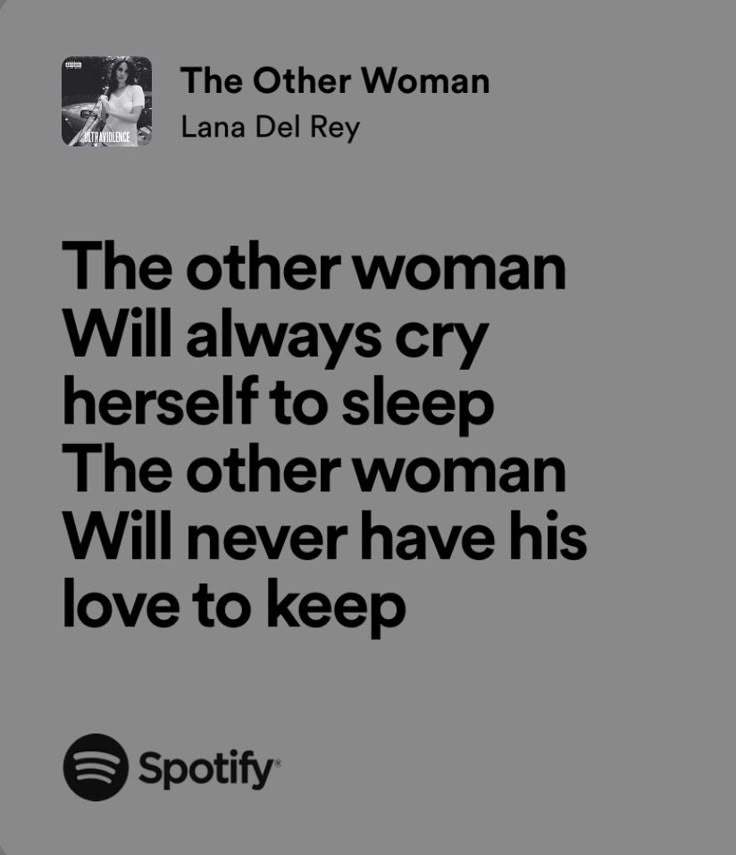 The Other Woman
Lana Del Rey
ULTRAVIOLENCE
The other woman
Will always cry
herself to sleep
The other woman
Will never have his
love to keep
Spotify®